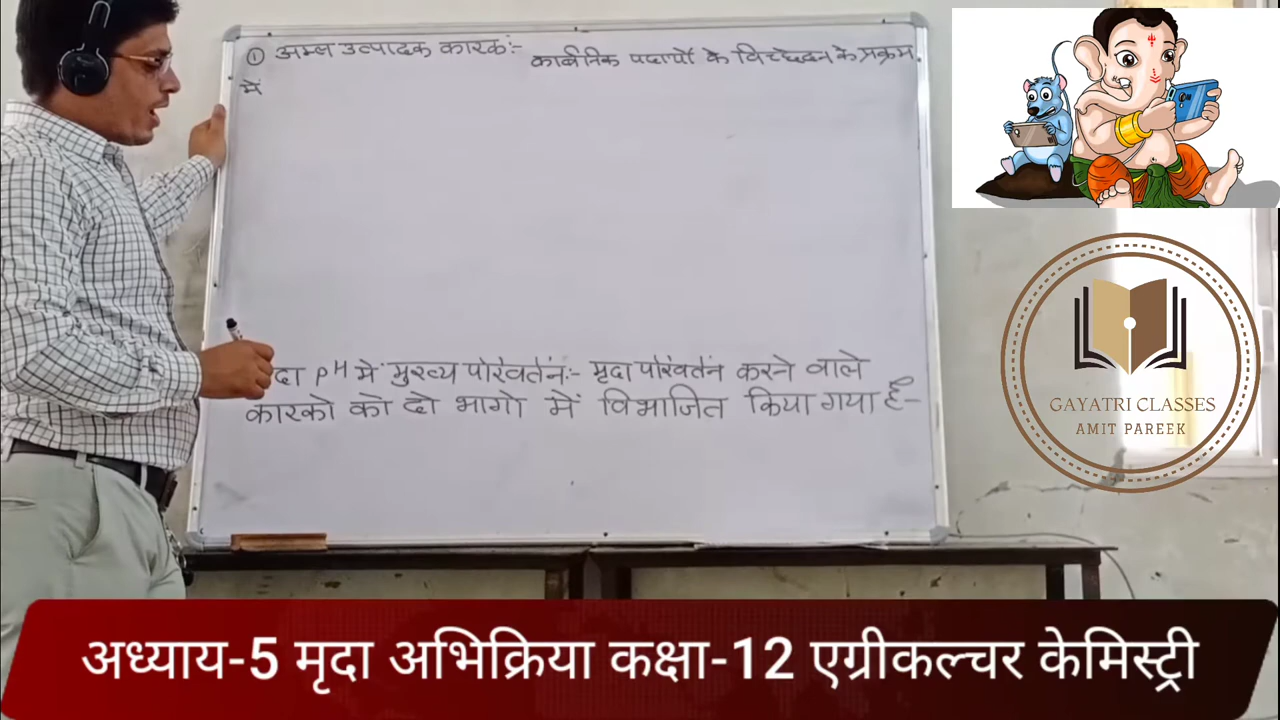 ① अम्ल उत्पादक कारक:- कार्बनिक पदार्थों के विच्छेदन के प्रक्रम
में
मृदा pH में मुख्य परिवर्तन:- मृदा परिवर्तन करने वाले
कारको को दो भागो में विभाजित किया गया है-
GAYATRI CLASSES
AMIT PAREEK
अध्याय-5 मृदा अभिक्रिया कक्षा-12 एग्रीकल्चर केमिस्ट्री